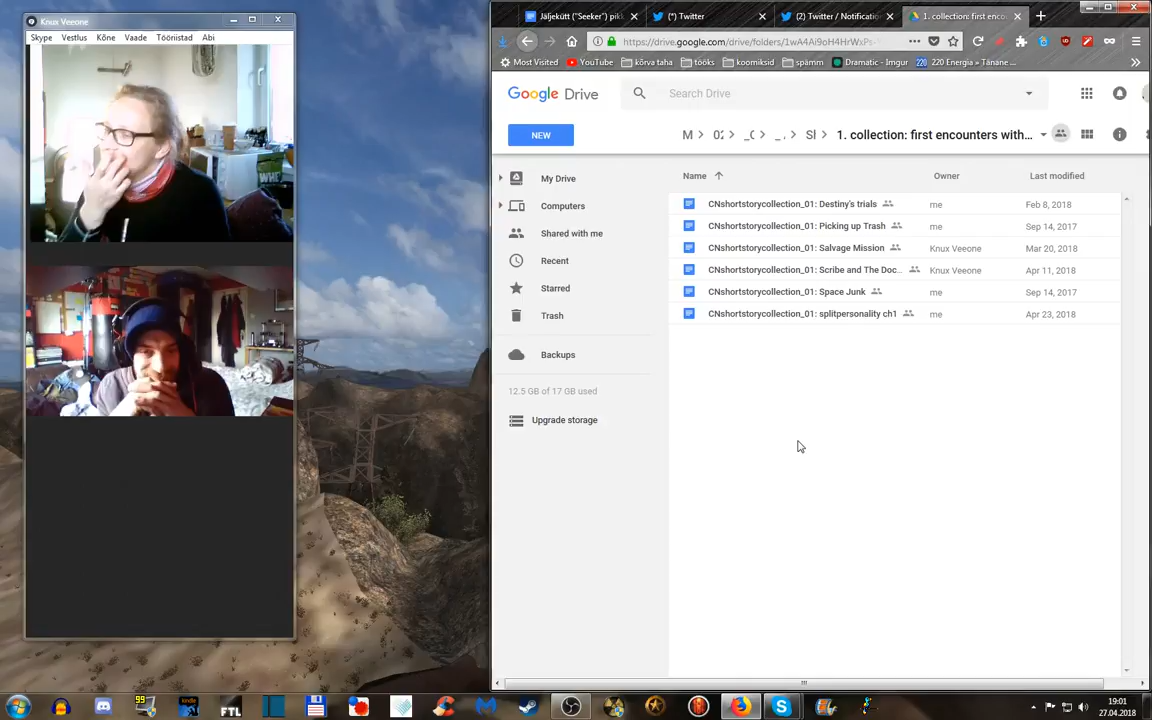 Knux Veeone
Skype Vestlus Kõne Vaade Tööriistad Abi
Jäljekütt ("Seeker") pikk
(*) Twitter
(2) Twitter / Notification
1. collection: first encou
https://drive.google.com/drive/folders/1wA4Ai9oH4HrWxPs-
Most Visited YouTube kõrva taha tööks koomiksid spämm Dramatic - Imgur 220 Energia » Tänane ...
Google Drive
Search Drive
NEW
1. collection: first encounters with...
Name Owner Last modified
My Drive
Computers
Shared with me
Recent
Starred
Trash
Backups
12.5 GB of 17 GB used
Upgrade storage
CNshortstorycollection_01: Destiny's trials me Feb 8, 2018
CNshortstorycollection_01: Picking up Trash me Sep 14, 2017
CNshortstorycollection_01: Salvage Mission Knux Veeone Mar 20, 2018
CNshortstorycollection_01: Scribe and The Doc... Knux Veeone Apr 11, 2018
CNshortstorycollection_01: Space Junk me Sep 14, 2017
CNshortstorycollection_01: splitpersonality ch1 me Apr 23, 2018
99
kindle
FTL
19:01
27.04.2018